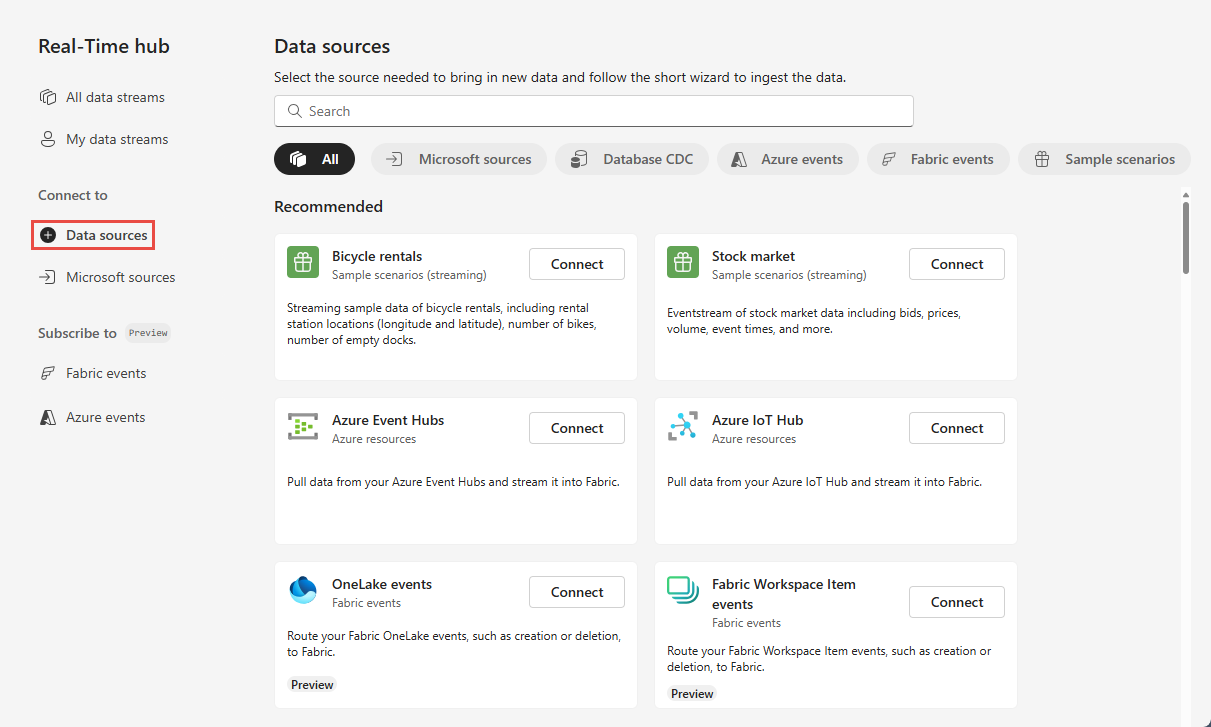 Real-Time hub
All data streams
My data streams
Connect to
Data sources
Microsoft sources
Subscribe to Preview
Fabric events
Azure events
Data sources
Select the source needed to bring in new data and follow the short wizard to ingest the data.
Search
All
Microsoft sources
Database CDC
Azure events
Fabric events
Sample scenarios
Recommended
Bicycle rentals
Sample scenarios (streaming)
Connect
Streaming sample data of bicycle rentals, including rental
station locations (longitude and latitude), number of bikes,
number of empty docks.
Stock market
Sample scenarios (streaming)
Connect
Eventstream of stock market data including bids, prices,
volume, event times, and more.
Azure Event Hubs
Azure resources
Connect
Pull data from your Azure Event Hubs and stream it into Fabric.
Azure IoT Hub
Azure resources
Connect
Pull data from your Azure IoT Hub and stream it into Fabric.
OneLake events
Fabric events
Connect
Route your Fabric OneLake events, such as creation or deletion,
to Fabric.
Preview
Fabric Workspace Item
events
Fabric events
Connect
Route your Fabric Workspace Item events, such as creation or
deletion, to Fabric.
Preview